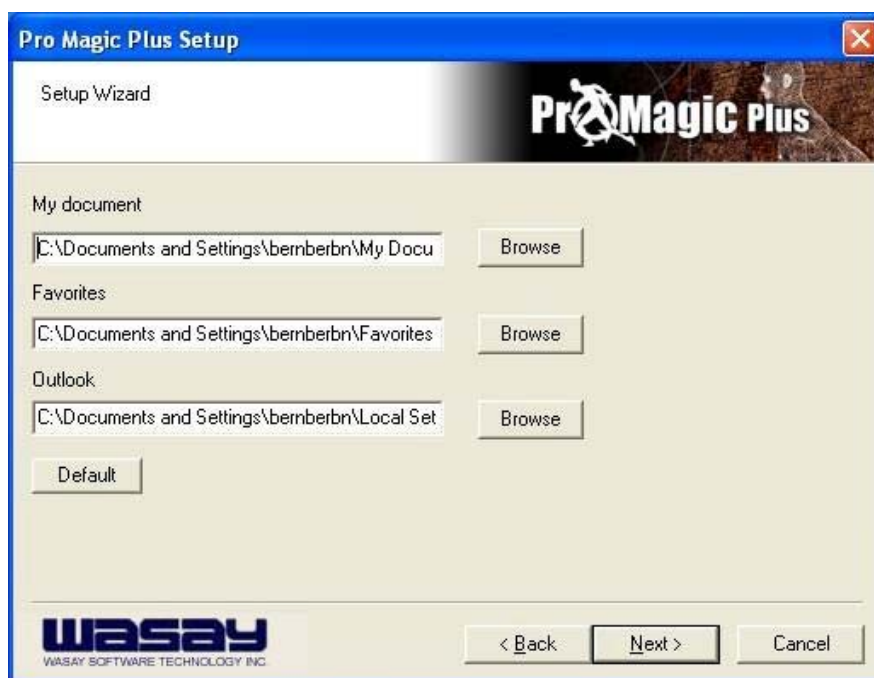 Pro Magic Plus Setup
Setup Wizard
Pro Magic Plus
My document
C:\Documents and Settings\bernberbn\My Docu
Browse
Favorites
C:\Documents and Settings\bernberbn\Favorites
Browse
Outlook
C:\Documents and Settings\bernberbn\Local Set
Browse
Default
wasay
WASAY SOFTWARE TECHNOLOGY INC.
< Back
Next >
Cancel